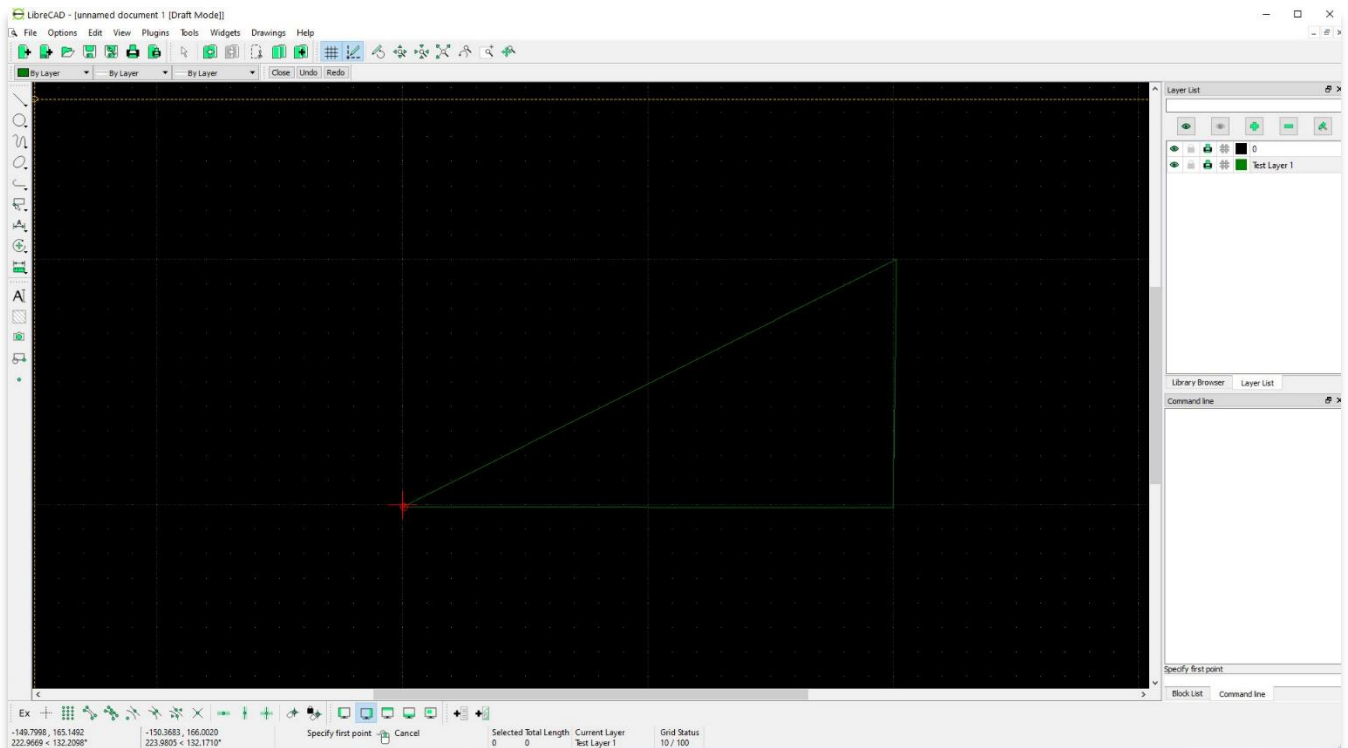 LibreCAD - [unnamed document 1 [Draft Mode]]
File Options Edit View Plugins Tools Widgets Drawings Help
By Layer By Layer By Layer Close Undo Redo
Layer List
0
Test Layer 1
A
Library Browser Layer List
Command line
Specify first point
Block List Command line
Ex
-149.7998 , 165.1492 -150.3683 , 166.0020 Specify first point Cancel Selected Total Length Current Layer Grid Status
222.9669 < 132.2098° 223.9805 < 132.1710° 0 0 Test Layer 1 10 / 100